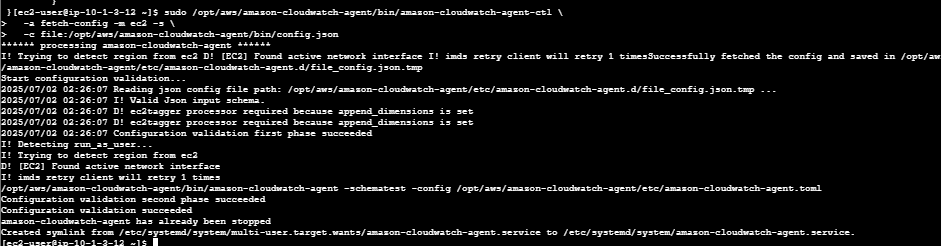 }
}[ec2-user@ip-10-1-3-12 ~]$ sudo /opt/aws/amazon-cloudwatch-agent/bin/amazon-cloudwatch-agent-ctl \
>   -a fetch-config -m ec2 -s \
>   -c file:/opt/aws/amazon-cloudwatch-agent/bin/config.json
****** processing amazon-cloudwatch-agent ******
I! Trying to detect region from ec2 D! [EC2] Found active network interface I! imds retry client will retry 1 timesSuccessfully fetched the config and saved in /opt/aws
/amazon-cloudwatch-agent/etc/amazon-cloudwatch-agent.d/file_config.json.tmp
Start configuration validation...
2025/07/02 02:26:07 Reading json config file path: /opt/aws/amazon-cloudwatch-agent/etc/amazon-cloudwatch-agent.d/file_config.json.tmp ...
2025/07/02 02:26:07 I! Valid Json input schema.
2025/07/02 02:26:07 D! ec2tagger processor required because append_dimensions is set
2025/07/02 02:26:07 D! ec2tagger processor required because append_dimensions is set
2025/07/02 02:26:07 Configuration validation first phase succeeded
I! Detecting run_as_user...
I! Trying to detect region from ec2
D! [EC2] Found active network interface
I! imds retry client will retry 1 times
/opt/aws/amazon-cloudwatch-agent/bin/amazon-cloudwatch-agent -schematest -config /opt/aws/amazon-cloudwatch-agent/etc/amazon-cloudwatch-agent.toml
Configuration validation second phase succeeded
Configuration validation succeeded
amazon-cloudwatch-agent has already been stopped
Created symlink from /etc/systemd/system/multi-user.target.wants/amazon-cloudwatch-agent.service to /etc/systemd/system/amazon-cloudwatch-agent.service.
[ec2-user@ip-10-1-3-12 ~]$